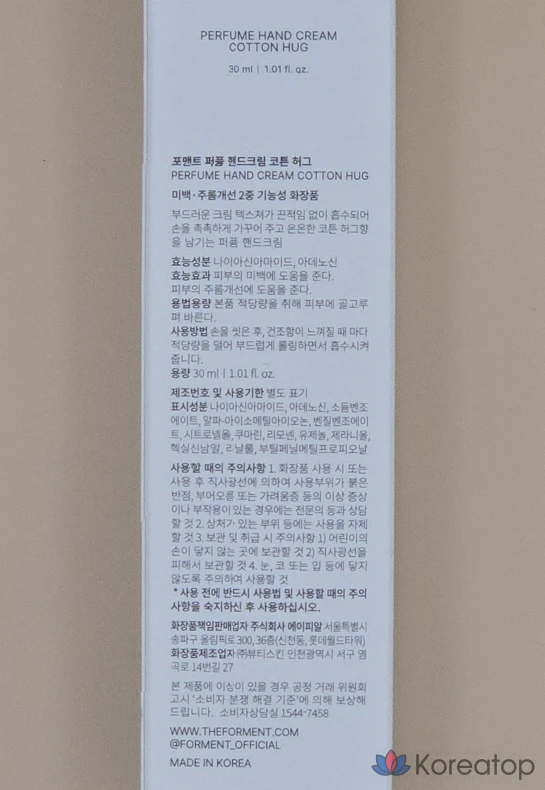 PERFUME HAND CREAM
COTTON HUG
30 ml | 1.01 fl. oz.
포맨트 퍼퓸 핸드크림 코튼 허그
PERFUME HAND CREAM COTTON HUG
미백·주름개선 2중 기능성 화장품
부드러운 크림 텍스쳐가 끈적임 없이 흡수되어
손을 촉촉하게 가꾸어 주고 은은한 코튼 허그향
을 남기는 퍼퓸 핸드크림
효능성분 나이아신아마이드, 아데노신
효능효과 피부의 미백에 도움을 준다.
피부의 주름개선에 도움을 준다.
용법용량 본품 적당량을 취해 피부에 골고루
펴 바른다.
사용방법 손을 씻은 후, 건조함이 느껴질 때 마다
적당량을 덜어 부드럽게 롤링하면서 흡수시켜
줍니다.
용량 30 ml | 1.01 fl. oz.
제조번호 및 사용기한 별도 표기
표시성분 나이아신아마이드, 아데노신, 소듐벤조
에이트, 알파-아이소메틸아이오논, 벤질벤조에이
트, 시트로넬올, 쿠마린, 리모넨, 유제놀, 제라니올,
헥실신남알, 리날룰, 부틸페닐메틸프로피오날
사용할 때의 주의사항 1. 화장품 사용 시 또는
사용 후 직사광선에 의하여 사용부위가 붉은
반점, 부어오름 또는 가려움증 등의 이상 증상
이나 부작용이 있는 경우에는 전문의 등과 상담
할 것 2. 상처가 있는 부위 등에는 사용을 자제
할 것 3. 보관 및 취급 시 주의사항 1) 어린이의
손이 닿지 않는 곳에 보관할 것 2) 직사광선을
피해서 보관할 것 4. 눈, 코 또는 입 등에 닿지
않도록 주의하여 사용할 것
* 사용 전에 반드시 사용법 및 사용할 때의 주의
사항을 숙지하신 후 사용하십시오.
화장품책임판매업자 주식회사 에이피알 서울특별시
송파구 올림픽로 300, 36층(신천동, 롯데월드타워)
화장품제조업자 ㈜뷰티스킨 인천광역시 서구 염
곡로 14번길 27
본 제품에 이상이 있을 경우 공정 거래 위원회
고시 '소비자 분쟁 해결 기준'에 의해 보상해
드립니다. 소비자상담실 1544-7458
WWW.THEFORMENT.COM
@FORMENT_OFFICIAL
MADE IN KOREA
Koreatop